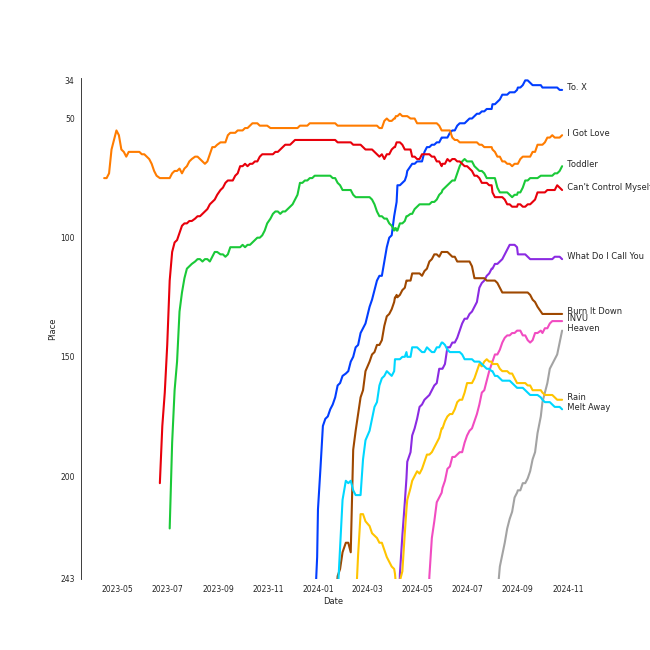 34
50
100
150
200
243
Place
To. X
I Got Love
Toddler
Can't Control Mysel
What Do I Call You
Burn It Down
INVU
Heaven
Rain
Melt Away
2023-05
2023-07
2023-09
2023-11
2024-01
2024-03
2024-05
2024-07
2024-09
2024-11
Date